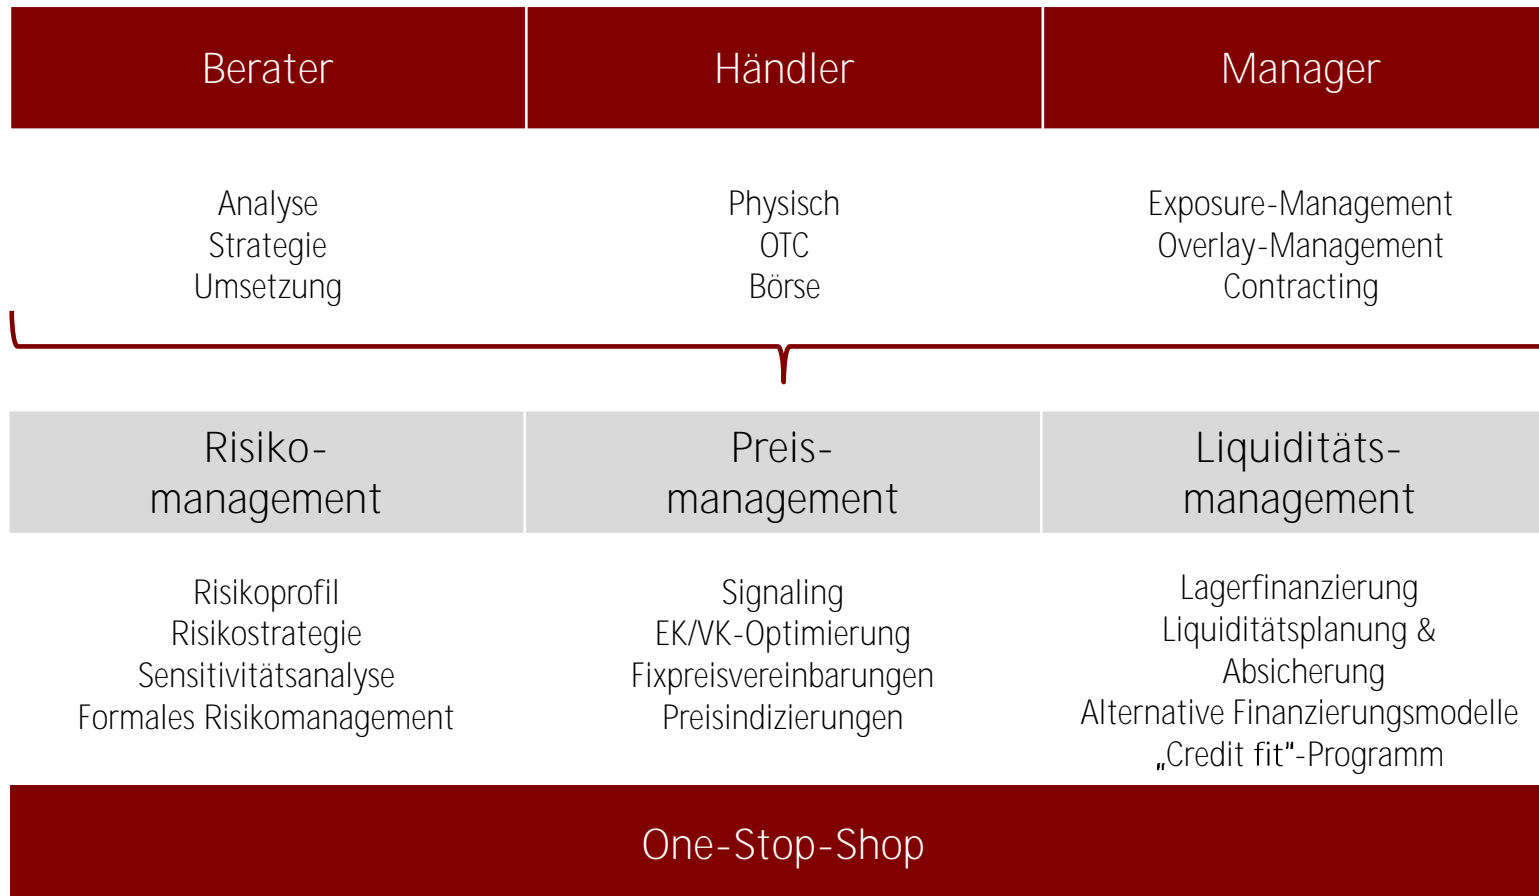 Berater
Händler
Manager
Analyse
Strategie
Umsetzung
Physisch
OTC
Börse
Exposure-Management
Overlay-Management
Contracting
Risiko-
management
Preis-
management
Liquiditäts-
management
Risikoprofil
Risikostrategie
Sensitivitätsanalyse
Formales Risikomanagement
Signaling
EK/VK-Optimierung
Fixpreisvereinbarungen
Preisindizierungen
Lagerfinanzierung
Liquiditätsplanung &
Absicherung
Alternative Finanzierungsmodelle
„Credit fit"-Programm
One-Stop-Shop